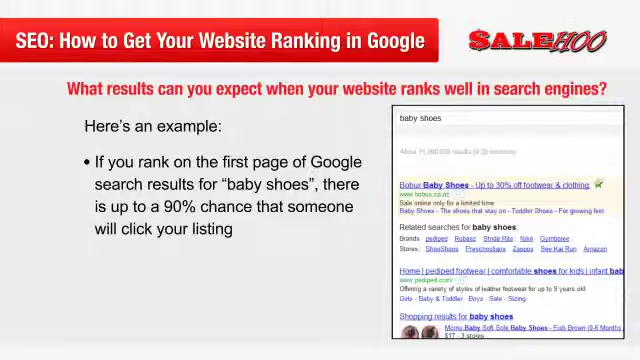 SEO: How to Get Your Website Ranking in Google
SALEHOO
What results can you expect when your website ranks well in search engines?
Here's an example:
• If you rank on the first page of Google
search results for “baby shoes”, there
is up to a 90% chance that someone
will click your listing
baby shoes
About results
Bobux Baby Shoes - Up to 30% off footwear & clothing
www.bobux.co.nz
Sale online only for a limited time
Baby Shoes - The shoes that stay on - Toddler Shoes - For growing feet
Related searches for baby shoes:
Brands: pediped Robeez Stride Rite Nike Gymboree
Stores: ShooShoos Preschoolians Zappos See Kai Run Amazon
Home | pediped footwear | comfortable shoes for kids | infant bab
www.pediped.com/
Offering a variety of styles of leather footwear for up to 9 years old
Girls - Baby & Toddler - Boys - Sale - Sizing
Shopping results for baby shoes
Momo Baby Soft Sole Baby Shoes - Fish Brown (0-6 Months
$17 - 3 stores